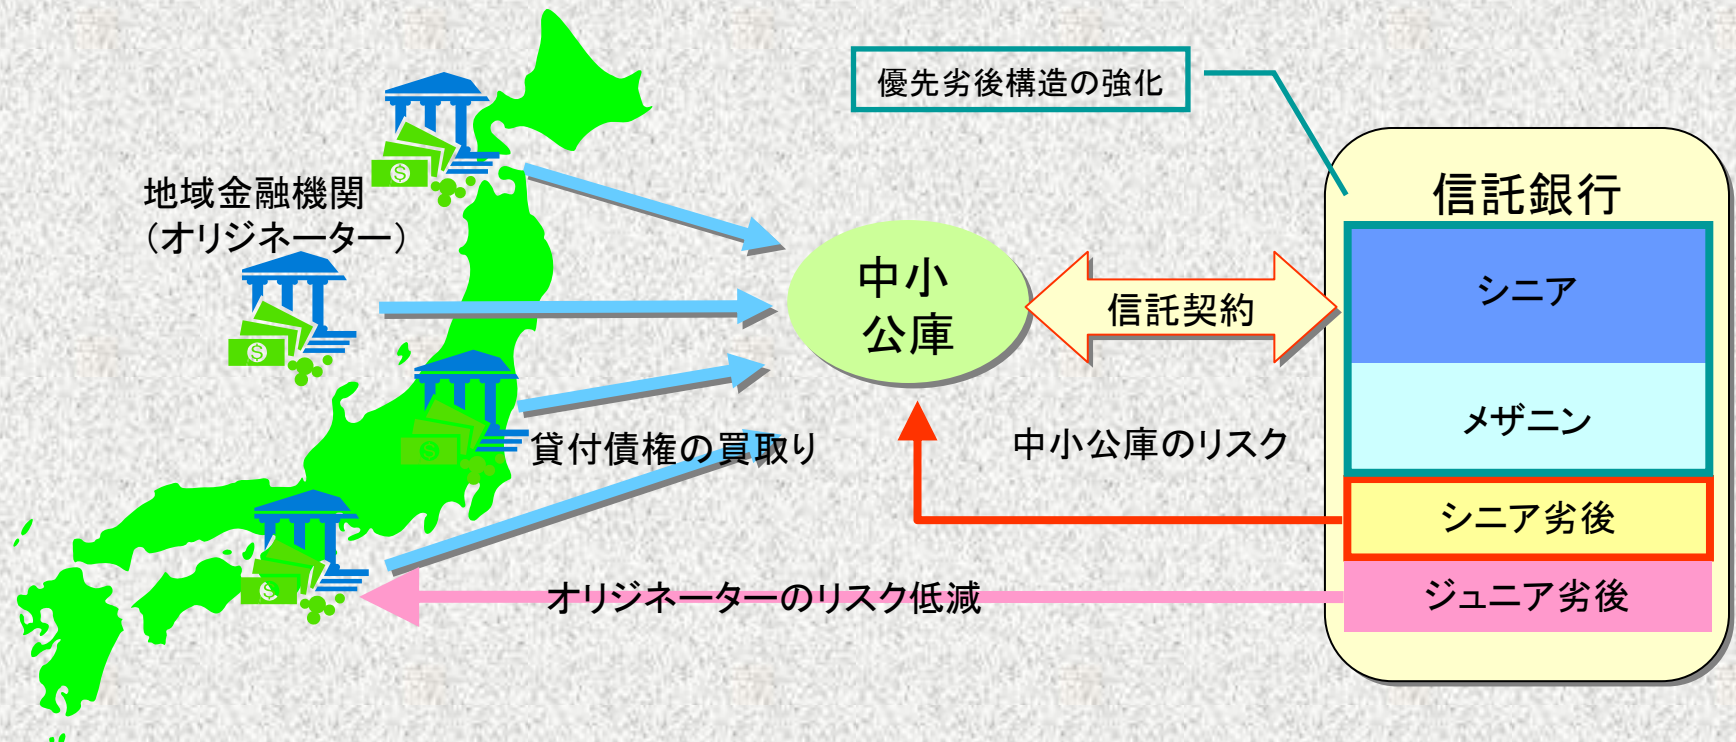 優先劣後構造の強化
地域金融機関
（オリジネーター）
信託銀行
中小
公庫
信託契約
シニア
メザニン
貸付債権の買取り
中小公庫のリスク
シニア劣後
オリジネーターのリスク低減
ジュニア劣後